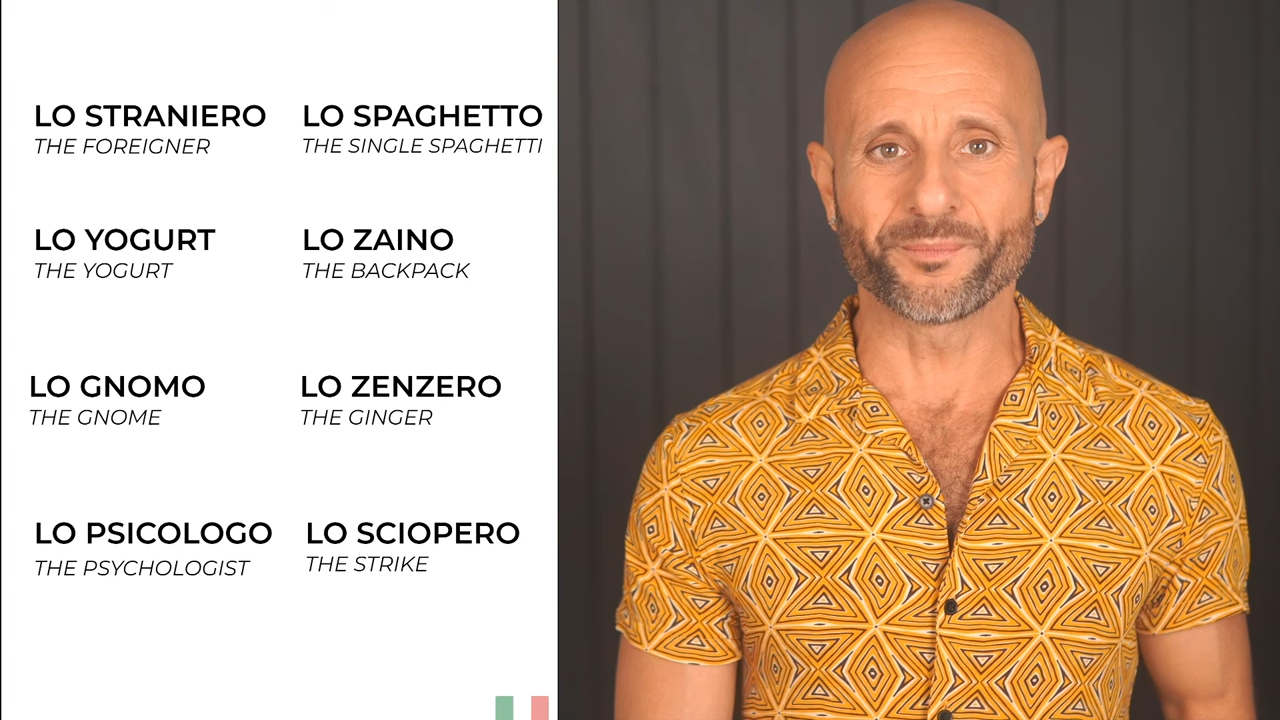 LO STRANIERO
THE FOREIGNER
LO SPAGHETTO
THE SINGLE SPAGHETTI
LO YOGURT
THE YOGURT
LO ZAINO
THE BACKPACK
LO GNOMO
THE GNOME
LO ZENZERO
THE GINGER
LO PSICOLOGO
THE PSYCHOLOGIST
LO SCIOPERO
THE STRIKE